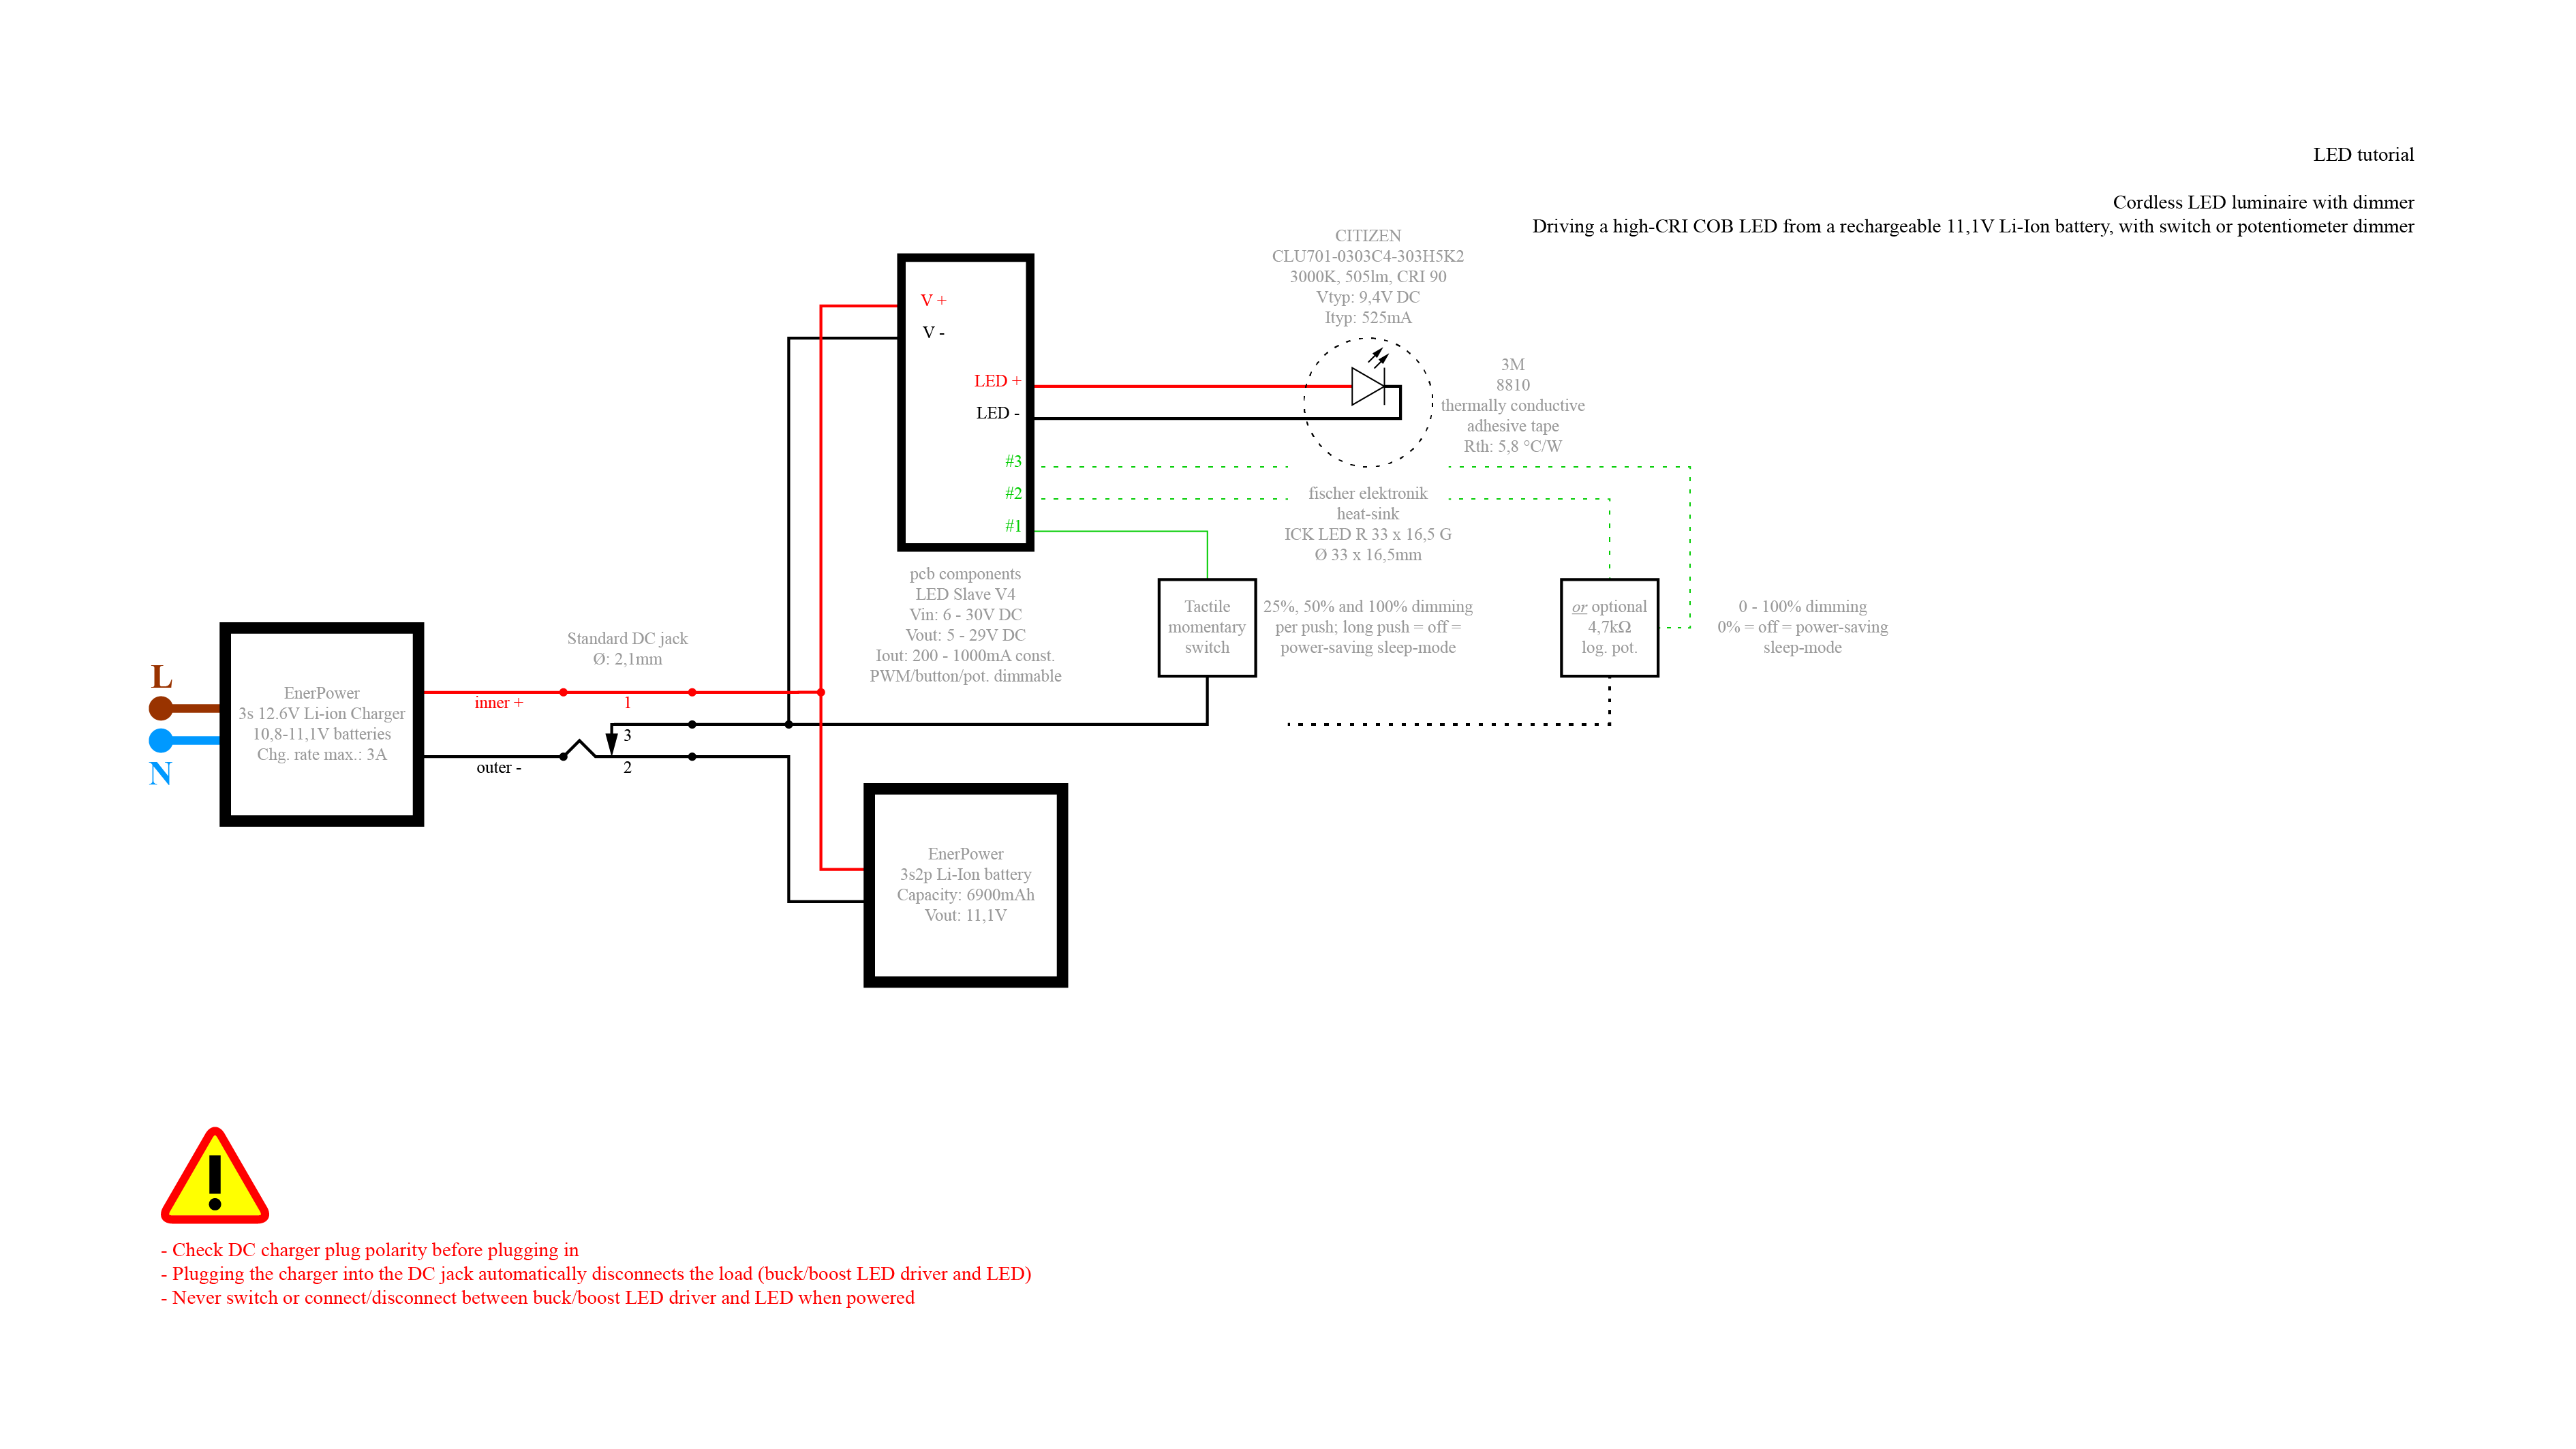 LED tutorial
Cordless LED luminaire with dimmer
Driving a high-CRI COB LED from a rechargeable 11,1V Li-Ion battery, with switch or potentiometer dimmer
CITIZEN
CLU701-0303C4-303H5K2
3000K, 505lm, CRI 90
Vtyp: 9,4V DC
Ityp: 525mA
V +
V -
LED +
LED -
#3
#2
#1
3M
8810
thermally conductive
adhesive tape
Rth: 5,8 °C/W
fischer elektronik
heat-sink
ICK LED R 33 x 16,5 G
Ø 33 x 16,5mm
pcb components
LED Slave V4
Vin: 6 - 30V DC
Vout: 5 - 29V DC
Iout: 200 - 1000mA const.
PWM/button/pot. dimmable
Tactile
momentary
switch
25%, 50% and 100% dimming
per push; long push = off =
power-saving sleep-mode
or optional
4,7kΩ
log. pot.
0 - 100% dimming
0% = off = power-saving
sleep-mode
Standard DC jack
Ø: 2,1mm
L
N
EnerPower
3s 12.6V Li-ion Charger
10,8-11,1V batteries
Chg. rate max.: 3A
inner +
1
3
outer -
2
EnerPower
3s2p Li-Ion battery
Capacity: 6900mAh
Vout: 11,1V
- Check DC charger plug polarity before plugging in
- Plugging the charger into the DC jack automatically disconnects the load (buck/boost LED driver and LED)
- Never switch or connect/disconnect between buck/boost LED driver and LED when powered